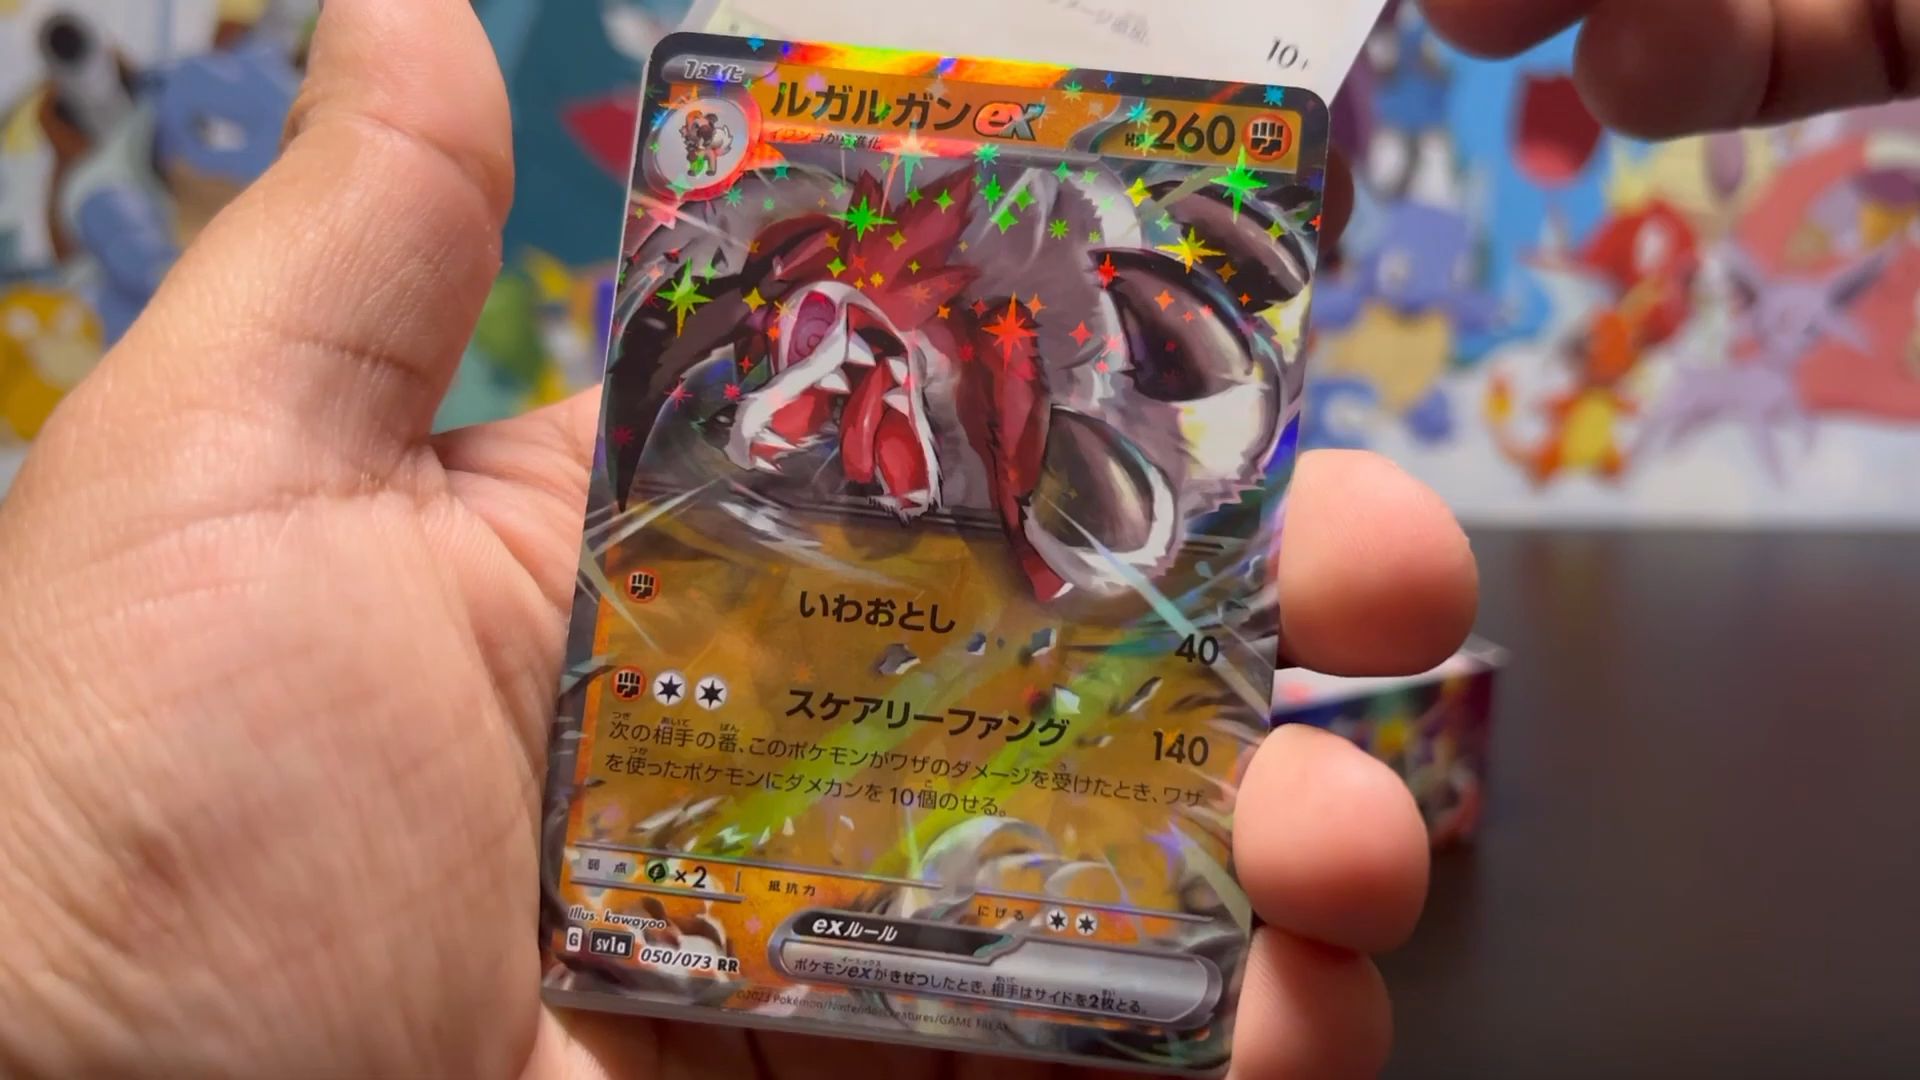 ージ追加。
10+
1進化
ルガルガンex
HP260
イワンコから進化
いわおとし
40
スケアリーファング
140
次の相手の番、このポケモンがワザのダメージを受けたとき、ワザ
を使ったポケモンにダメカンを10個のせる。
弱点
×2
抵抗力
にげる
Illus. kawayoo
G SV1a 050/073 RR
exルール
ポケモンexがきぜつしたとき、相手はサイドを2枚とる。
©2023 Pokémon/Nintendo/Creatures/GAME FREAK